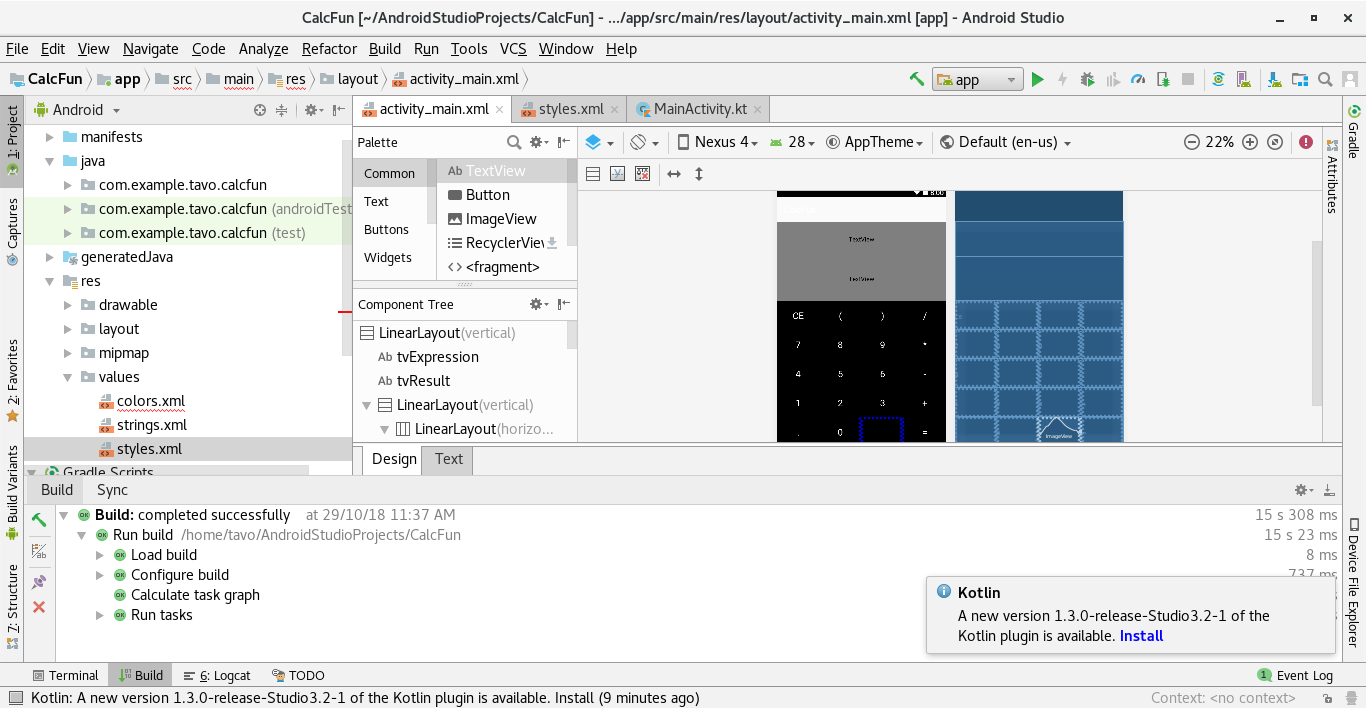 CalcFun [~/AndroidStudioProjects/CalcFun] - .../app/src/main/res/layout/activity_main.xml [app] - Android Studio
File Edit View Navigate Code Analyze Refactor Build Run Tools VCS Window Help
CalcFun app src main res layout activity_main.xml app
1: Project
Captures
2: Favorites
Build Variants
7: Structure
Android
manifests
java
com.example.tavo.calcfun
com.example.tavo.calcfun (androidTest
com.example.tavo.calcfun (test)
generatedJava
res
drawable
layout
mipmap
values
colors.xml
strings.xml
styles.xml
Gradle Scripts
activity_main.xml styles.xml MainActivity.kt
Palette
Common
Text
Buttons
Widgets
Ab TextView
Button
ImageView
RecyclerVie
<fragment>
Component Tree
LinearLayout(vertical)
Ab tvExpression
Ab tvResult
LinearLayout(vertical)
LinearLayout(horizo...
Nexus 4 28 AppTheme Default (en-us) 22%
8:00
TextView
TextView
CE ( ) /
7 8 9 *
4 5 6 -
1 2 3 +
. 0 =
ImageView
Design Text
Gradle
Attributes
Device File Explorer
Build Sync
Build: completed successfully at 29/10/18 11:37 AM 15 s 308 ms
Run build /home/tavo/AndroidStudioProjects/CalcFun 15 s 23 ms
Load build 8 ms
Configure build 737 ms
Calculate task graph
Run tasks
Kotlin
A new version 1.3.0-release-Studio3.2-1 of the
Kotlin plugin is available. Install
Terminal Build 6: Logcat TODO 1 Event Log
Kotlin: A new version 1.3.0-release-Studio3.2-1 of the Kotlin plugin is available. Install (9 minutes ago) Context: <no context>